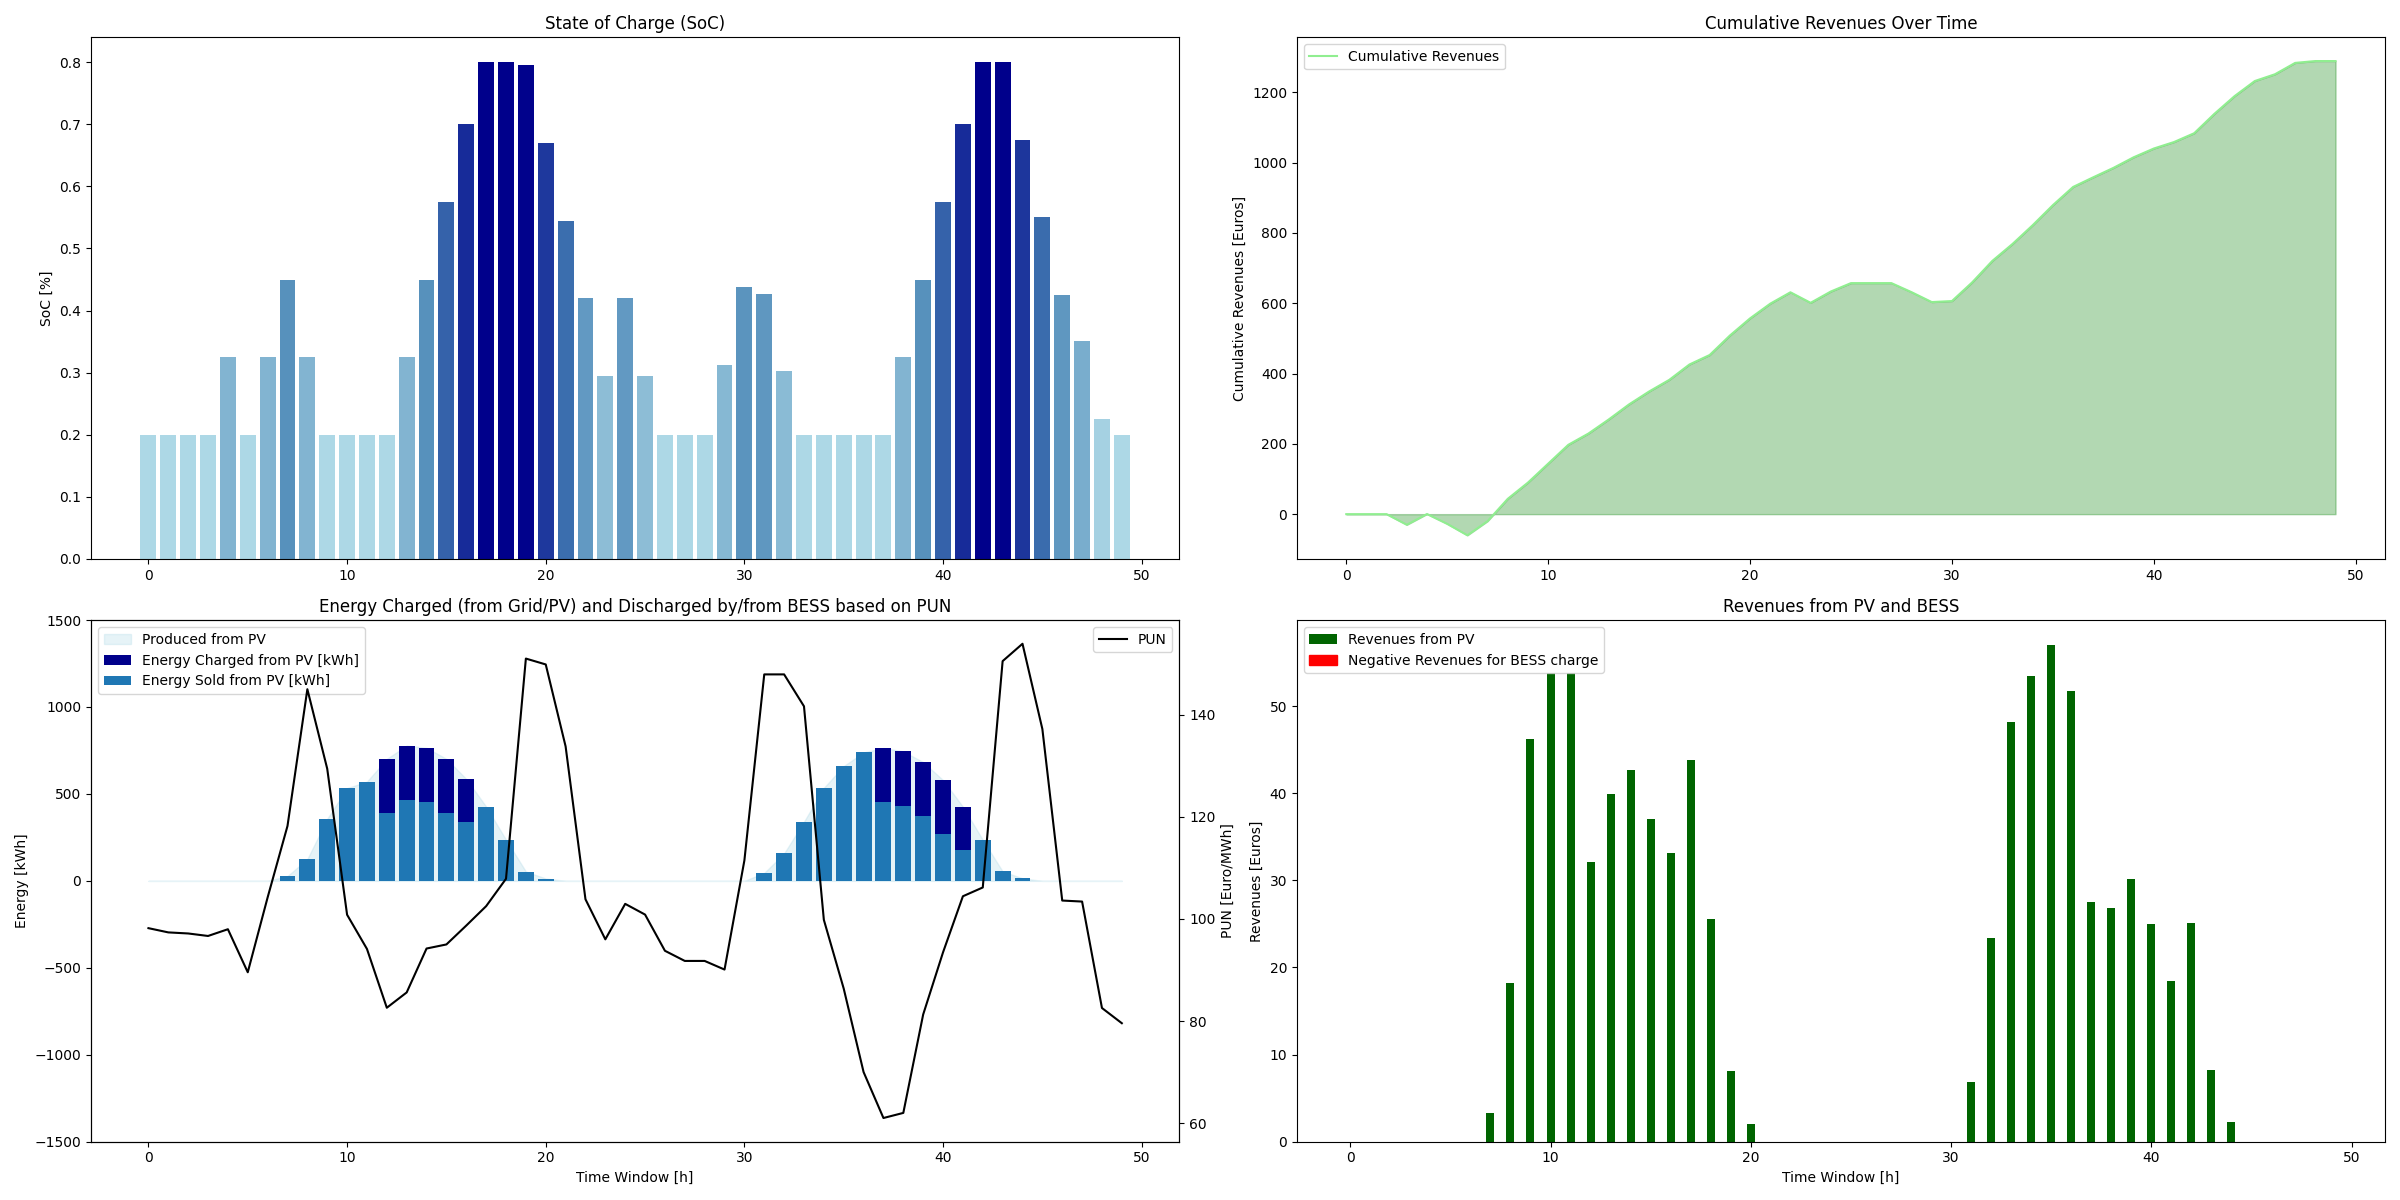 State of Charge (SoC)
SoC [%]
0.8
0.7
0.6
0.5
0.4
0.3
0.2
0.1
0.0
0 10 20 30 40 50
Cumulative Revenues Over Time
Cumulative Revenues
Cumulative Revenues [Euros]
1200
1000
800
600
400
200
0
0 10 20 30 40 50
Energy Charged (from Grid/PV) and Discharged by/from BESS based on PUN
Produced from PV
Energy Charged from PV [kWh]
Energy Sold from PV [kWh]
PUN
Energy [kWh]
1500
1000
500
0
−500
−1000
−1500
140
120
100
80
60
PUN [Euro/MWh]
0 10 20 30 40 50
Time Window [h]
Revenues from PV and BESS
Revenues from PV
Negative Revenues for BESS charge
Revenues [Euros]
50
40
30
20
10
0
0 10 20 30 40 50
Time Window [h]